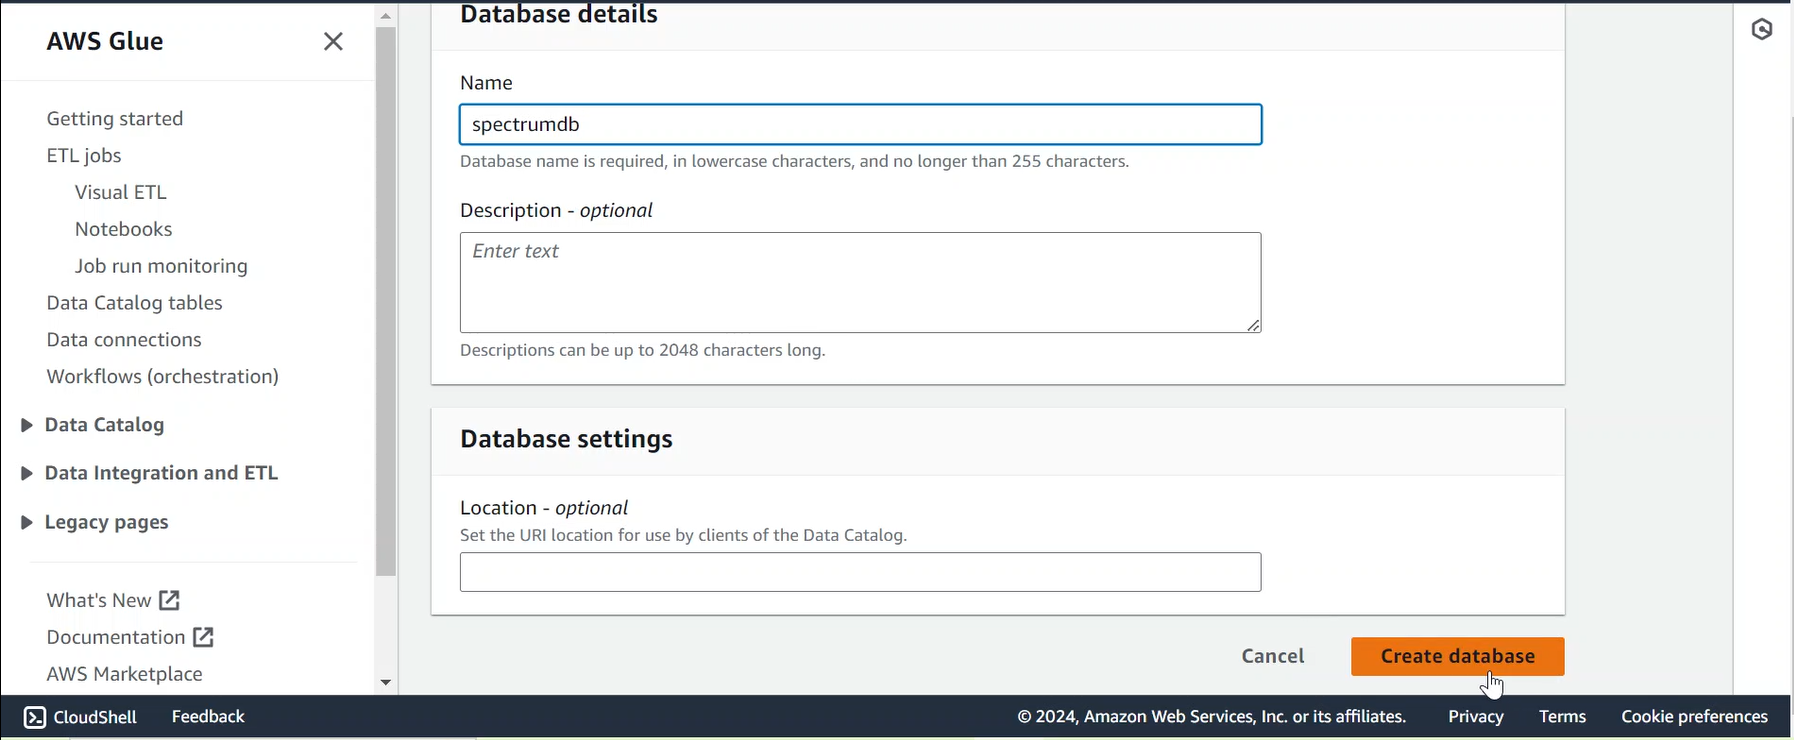 AWS Glue
Getting started
ETL jobs
Visual ETL
Notebooks
Job run monitoring
Data Catalog tables
Data connections
Workflows (orchestration)
Data Catalog
Data Integration and ETL
Legacy pages
What's New
Documentation
AWS Marketplace
Database details
Name
spectrumdb
Database name is required, in lowercase characters, and no longer than 255 characters.
Description - optional
Enter text
Descriptions can be up to 2048 characters long.
Database settings
Location - optional
Set the URI location for use by clients of the Data Catalog.
Cancel
Create database
CloudShell
Feedback
© 2024, Amazon Web Services, Inc. or its affiliates.
Privacy
Terms
Cookie preferences